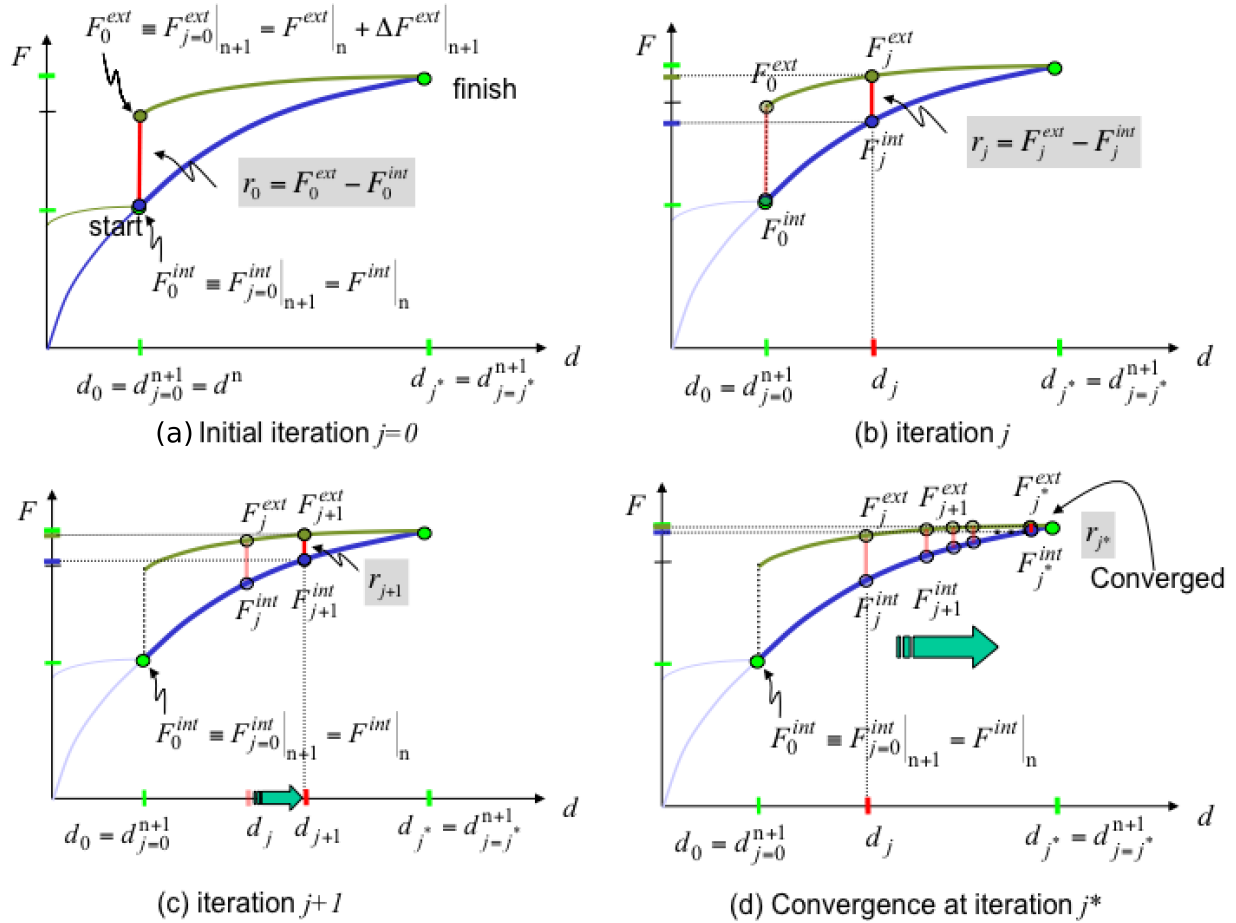 F_0^{ext} ≡ F_{j=0}^{ext}|_{n+1} = F^{ext}|_n + ΔF^{ext}|_{n+1}
F
finish
r_0 = F_0^{ext} − F_0^{int}
start
F_0^{int} ≡ F_{j=0}^{int}|_{n+1} = F^{int}|_n
d
d_0 = d_{j=0}^{n+1} = d^n
d_{j*} = d_{j=j*}^{n+1}
(a) Initial iteration j=0
F
F_j^{ext}
F_0^{ext}
r_j = F_j^{ext} − F_j^{int}
F_j^{int}
F_0^{int}
d
d_0 = d_{j=0}^{n+1}
d_j
d_{j*} = d_{j=j*}^{n+1}
(b) iteration j
F
F_j^{ext}
F_{j+1}^{ext}
r_{j+1}
F_j^{int}
F_{j+1}^{int}
F_0^{int} ≡ F_{j=0}^{int}|_{n+1} = F^{int}|_n
d
d_0 = d_{j=0}^{n+1}
d_j
d_{j+1}
d_{j*} = d_{j=j*}^{n+1}
(c) iteration j+1
F
F_j^{ext}
F_{j+1}^{ext}
F_{j*}^{ext}
r_{j*}
F_{j*}^{int}
Converged
F_j^{int}
F_{j+1}^{int}
F_0^{int} ≡ F_{j=0}^{int}|_{n+1} = F^{int}|_n
d
d_0 = d_{j=0}^{n+1}
d_j
d_{j*} = d_{j=j*}^{n+1}
(d) Convergence at iteration j*